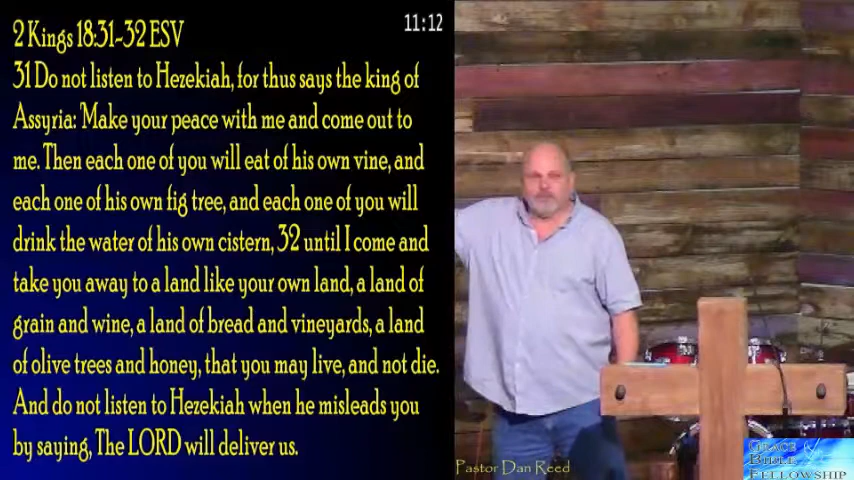 2 Kings 18:31-32 ESV
11:12
31 Do not listen to Hezekiah, for thus says the king of
Assyria: 'Make your peace with me and come out to
me. Then each one of you will eat of his own vine, and
each one of his own fig tree, and each one of you will
drink the water of his own cistern, 32 until I come and
take you away to a land like your own land, a land of
grain and wine, a land of bread and vineyards, a land
of olive trees and honey, that you may live, and not die.
And do not listen to Hezekiah when he misleads you
by saying, The LORD will deliver us.
Pastor Dan Reed
GRACE
BIBLE
FELLOWSHIP